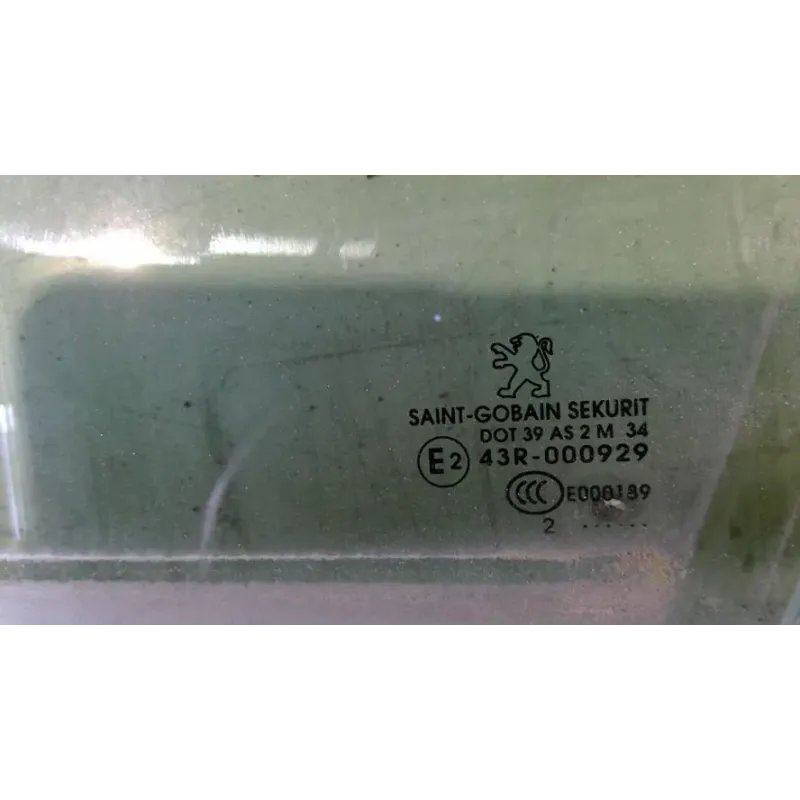 SAINT-GOBAIN SEKURIT
DOT 39 AS 2 M 34
E2 43R-000929
CCC E000189
2 ......